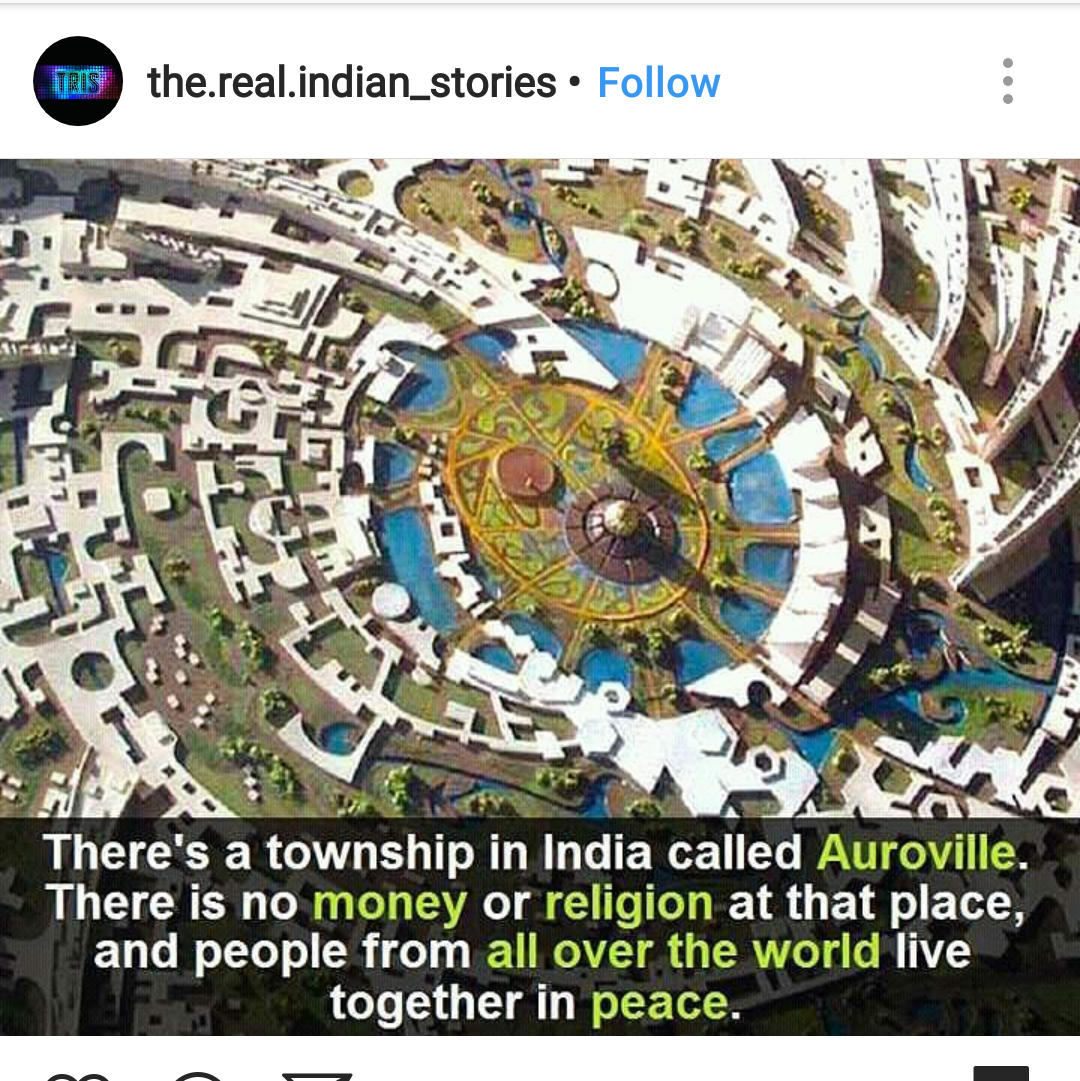 TRIS
the.real.indian_stories • Follow
There's a township in India called Auroville.
There is no money or religion at that place,
and people from all over the world live
together in peace.